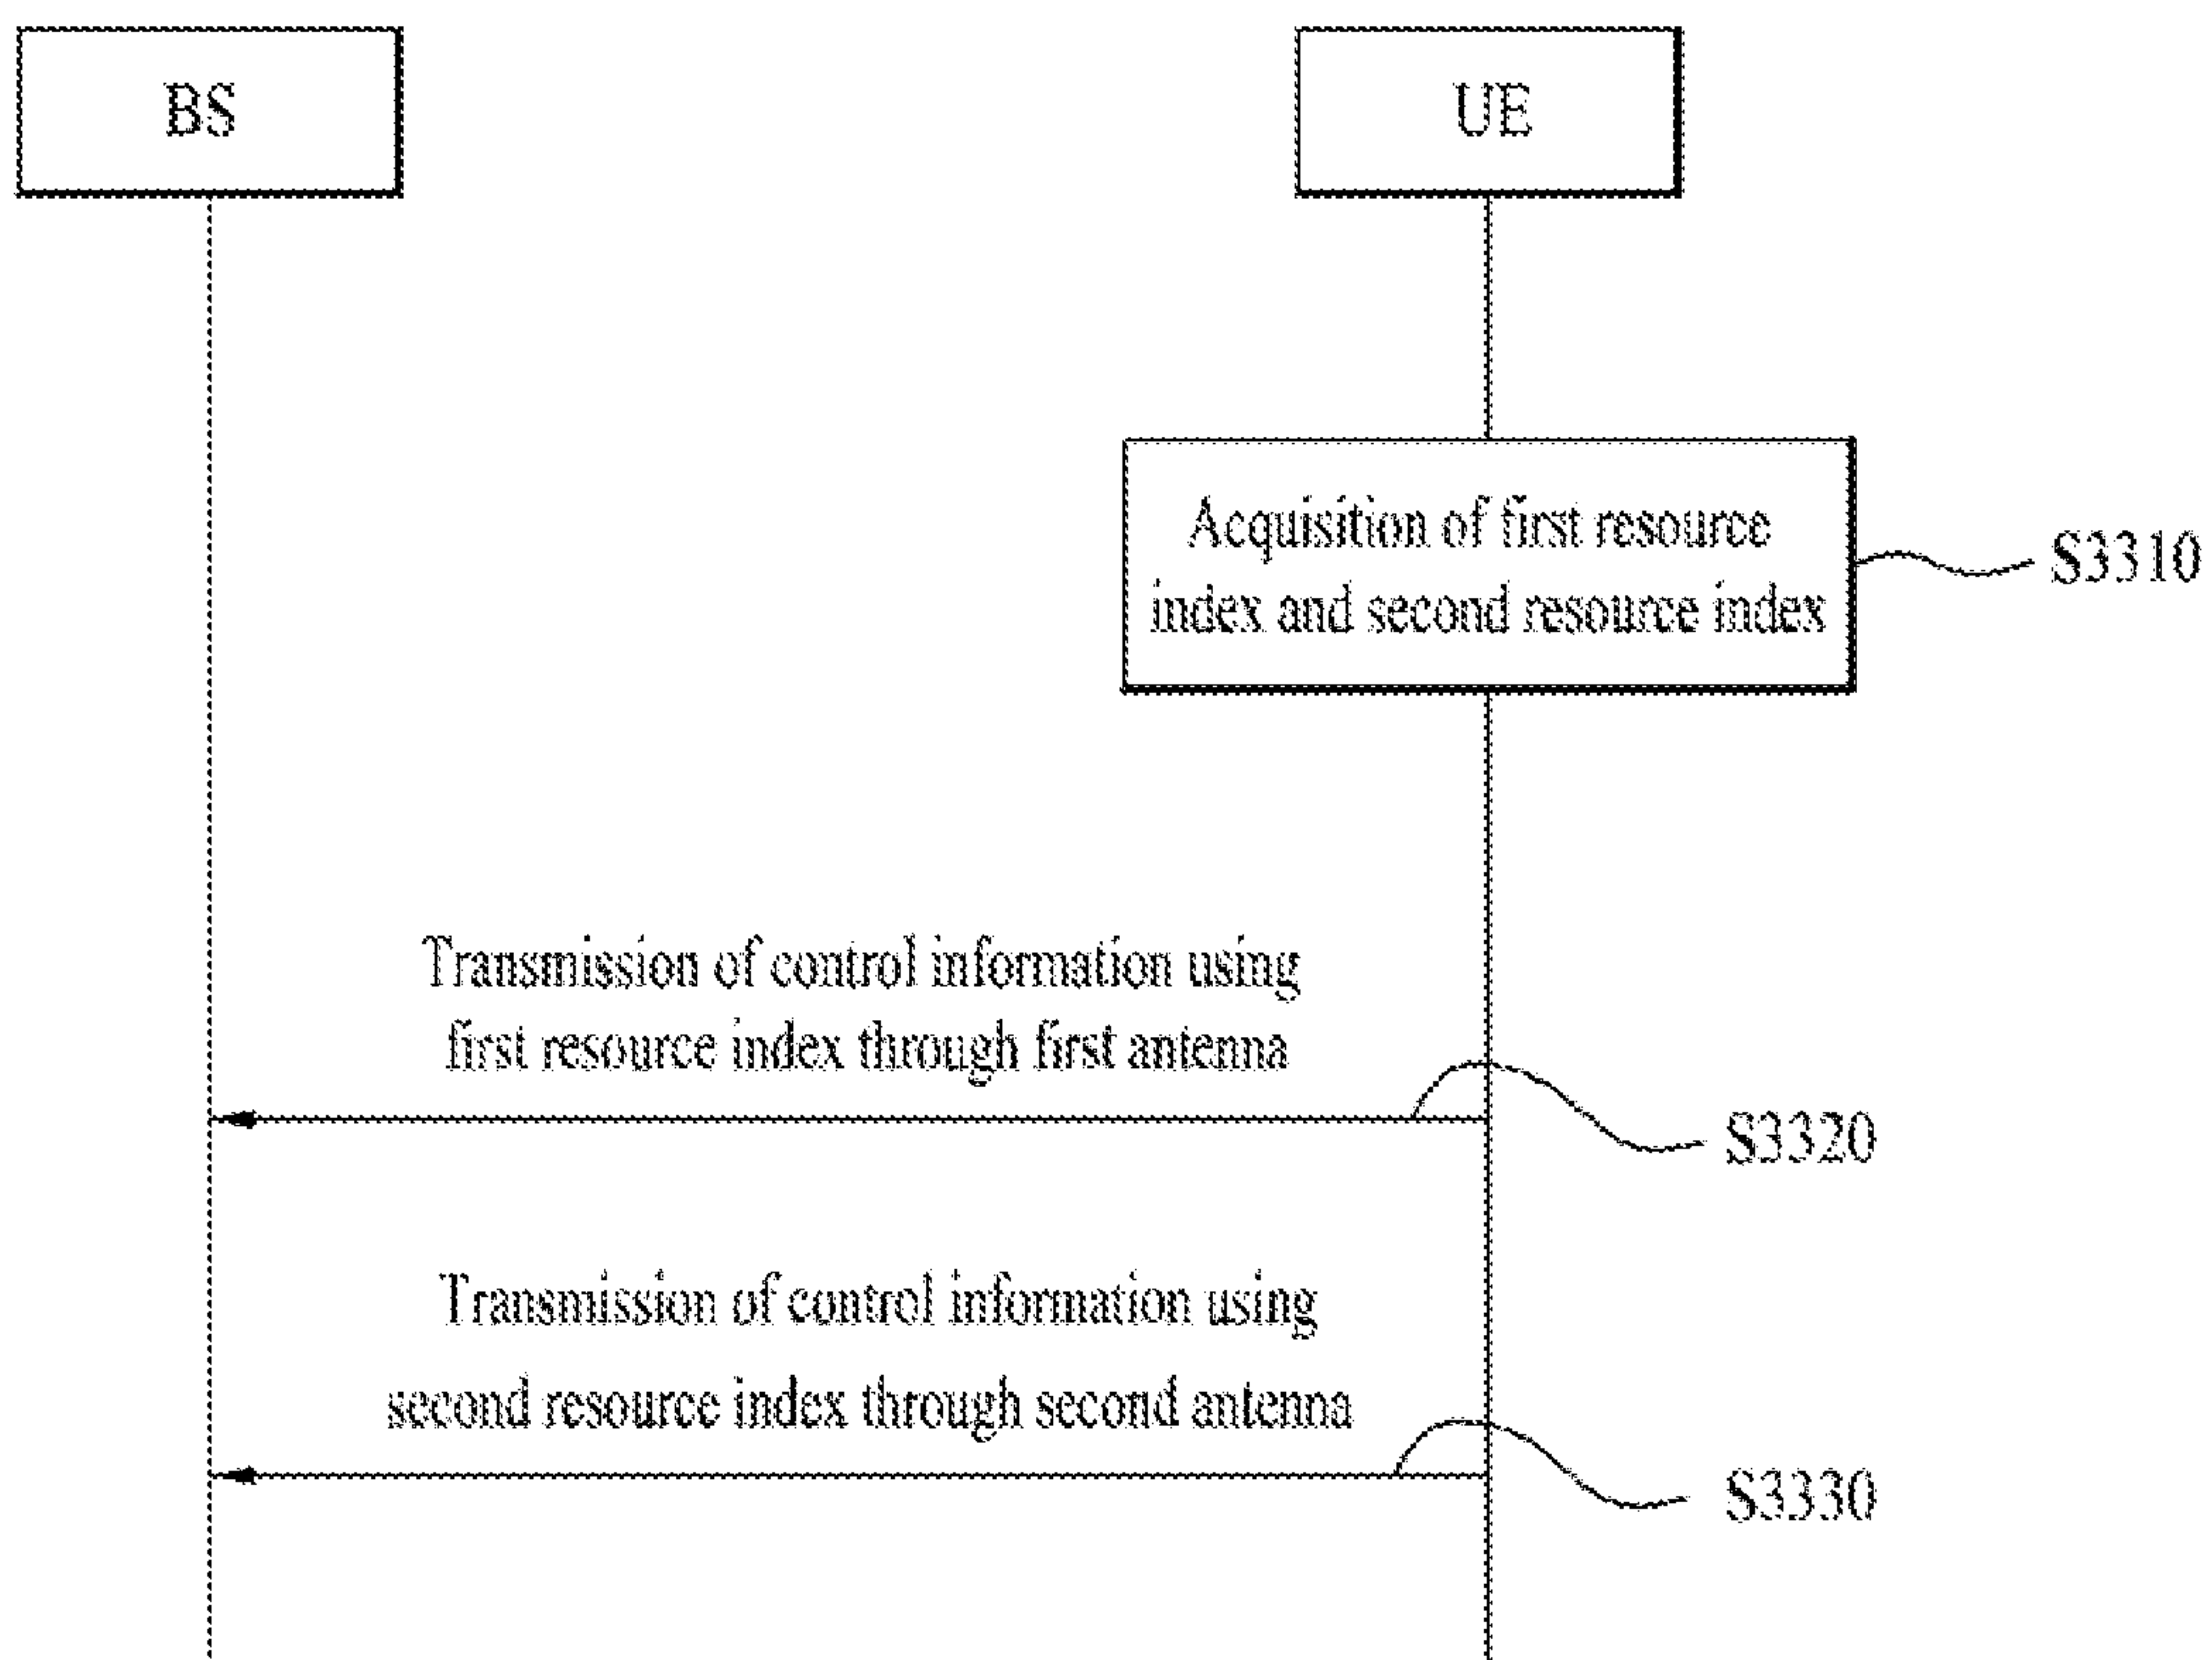 BS
UE
Acquisition of first resource
index and second resource index
S3310
Transmission of control information using
first resource index through first antenna
S3320
Transmission of control information using
second resource index through second antenna
S3330